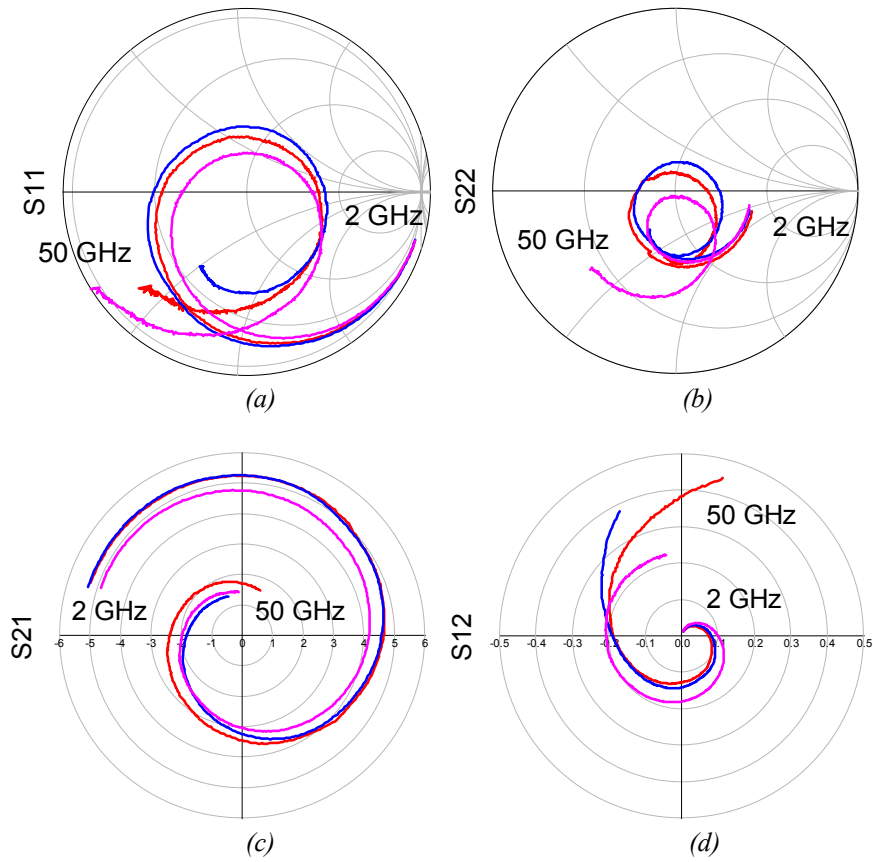 S11
2 GHz
50 GHz
(a)
S22
2 GHz
50 GHz
(b)
S21
2 GHz
50 GHz
-6 -5 -4 -3 -2 -1 0 1 2 3 4 5 6
(c)
S12
50 GHz
2 GHz
-0.5 -0.4 -0.3 -0.2 -0.1 0.0 0.1 0.2 0.3 0.4 0.5
(d)